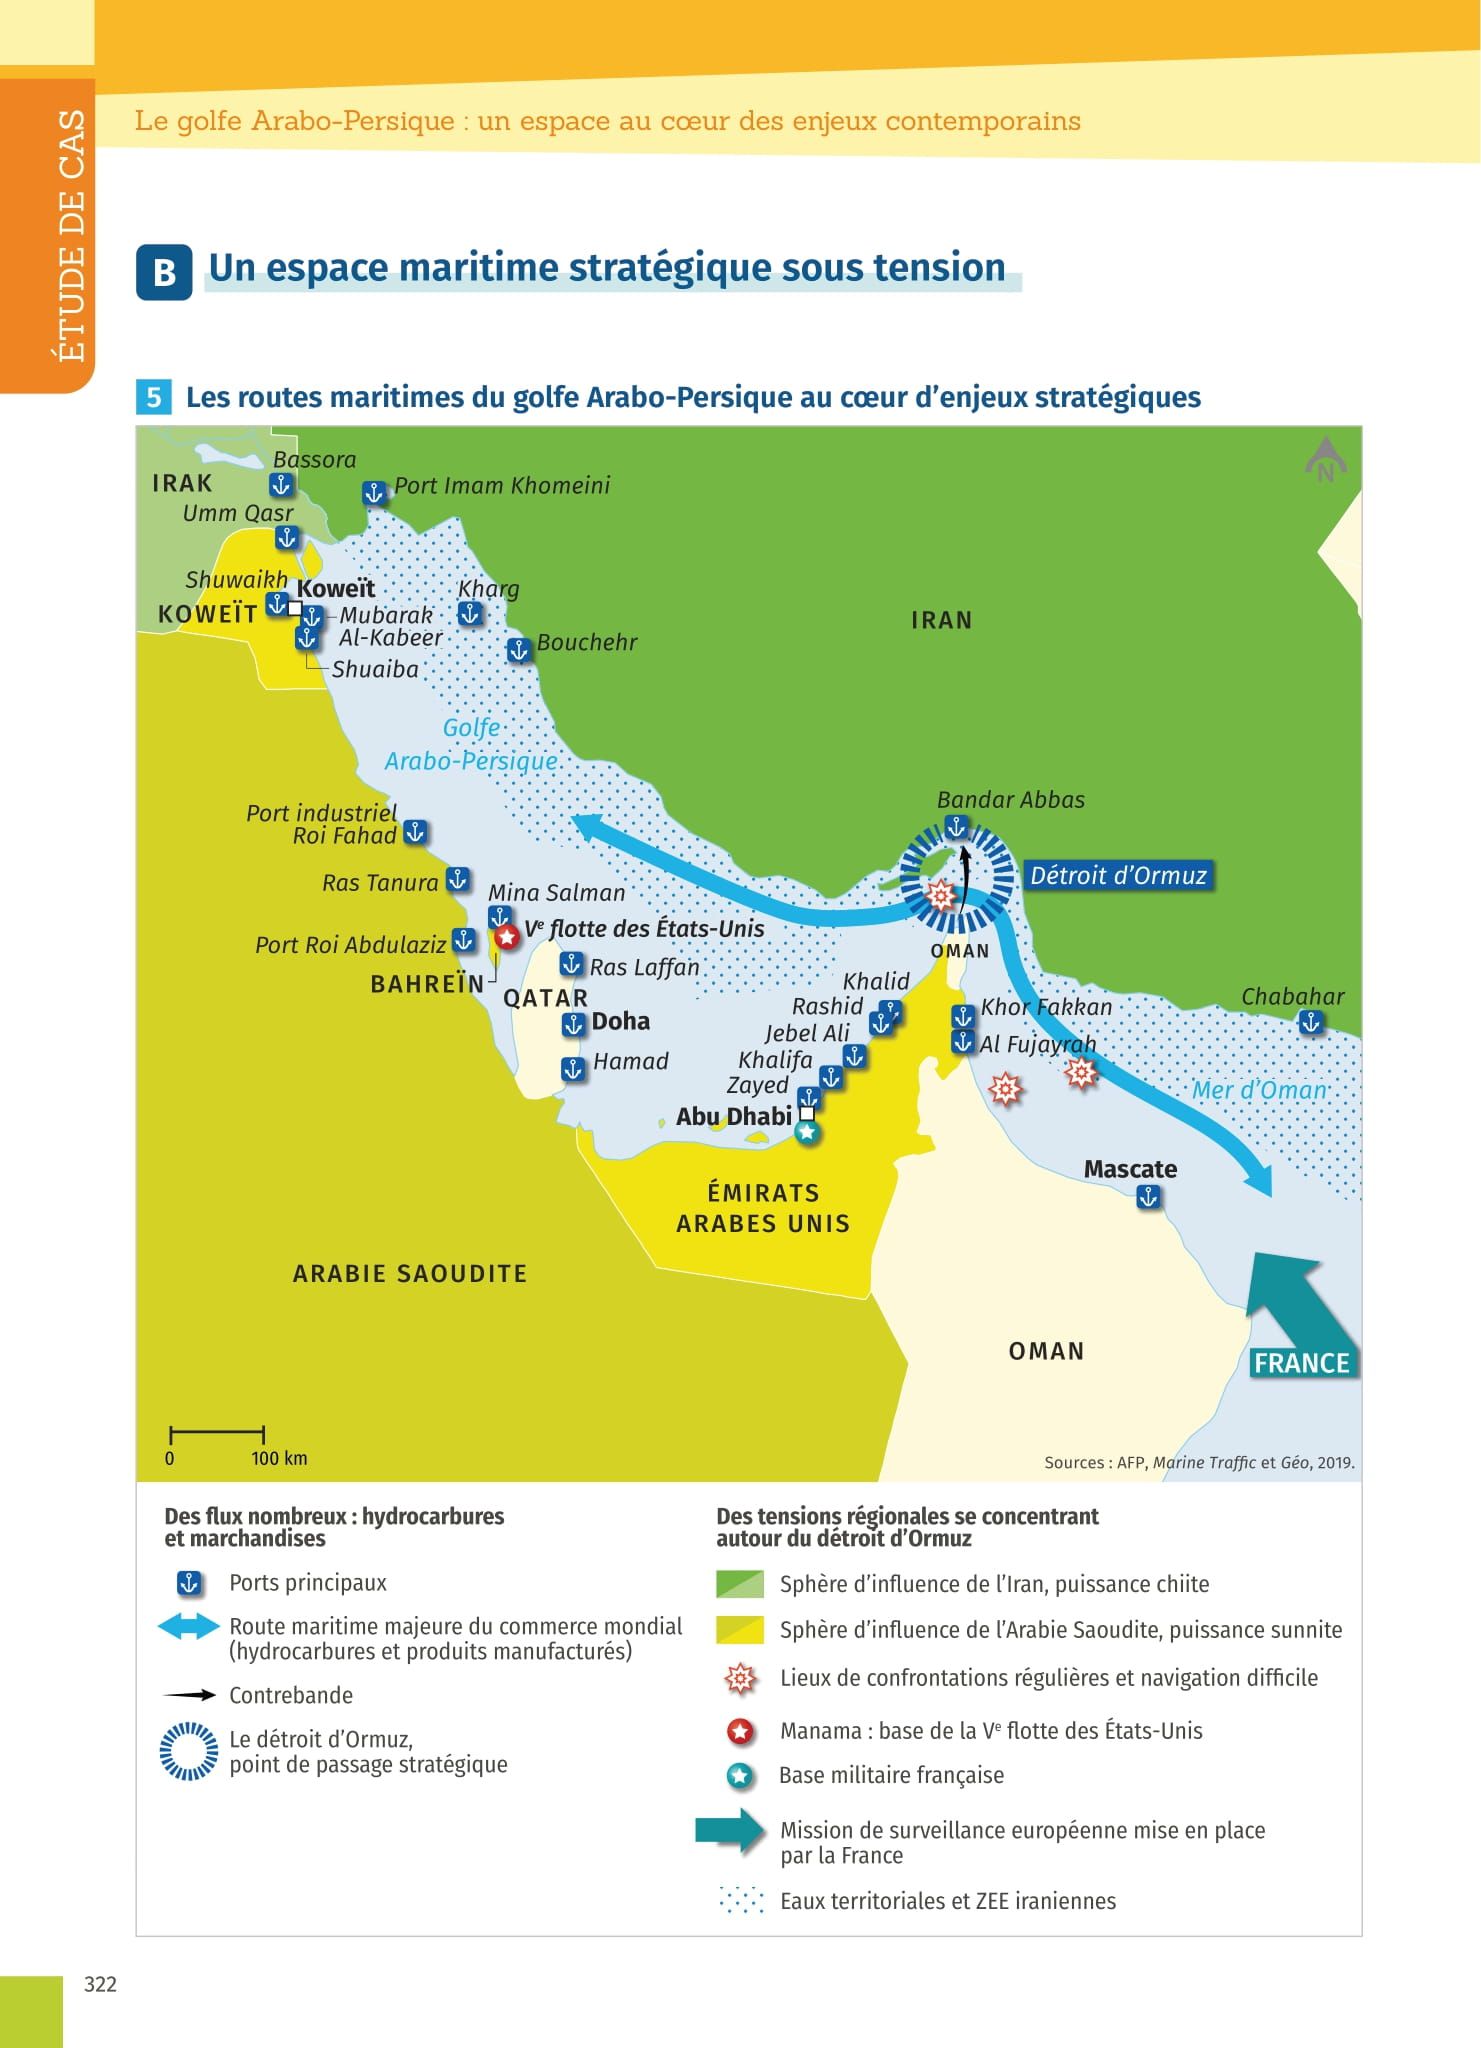 ÉTUDE DE CAS
Le golfe Arabo-Persique : un espace au cœur des enjeux contemporains
B Un espace maritime stratégique sous tension
5 Les routes maritimes du golfe Arabo-Persique au cœur d'enjeux stratégiques
N
Bassora
IRAK
Port Imam Khomeini
Umm Qasr
Shuwaikh
Koweït
KOWEÏT
Mubarak
Al-Kabeer
Shuaiba
Kharg
Bouchehr
IRAN
Golfe
Arabo-Persique
Port industriel
Roi Fahad
Bandar Abbas
Détroit d'Ormuz
Ras Tanura
Mina Salman
Ve flotte des États-Unis
Port Roi Abdulaziz
BAHREÏN
Ras Laffan
QATAR
Doha
Hamad
OMAN
Khalid
Rashid
Jebel Ali
Khalifa
Zayed
Abu Dhabi
Khor Fakkan
Al Fujayrah
Chabahar
Mer d'Oman
Mascate
ÉMIRATS
ARABES UNIS
ARABIE SAOUDITE
OMAN
FRANCE
0 100 km
Sources : AFP, Marine Traffic et Géo, 2019.
Des flux nombreux : hydrocarbures
et marchandises
Ports principaux
Route maritime majeure du commerce mondial
(hydrocarbures et produits manufacturés)
Contrebande
Le détroit d'Ormuz,
point de passage stratégique
Des tensions régionales se concentrant
autour du détroit d'Ormuz
Sphère d'influence de l'Iran, puissance chiite
Sphère d'influence de l'Arabie Saoudite, puissance sunnite
Lieux de confrontations régulières et navigation difficile
Manama : base de la Ve flotte des États-Unis
Base militaire française
Mission de surveillance européenne mise en place
par la France
Eaux territoriales et ZEE iraniennes
322